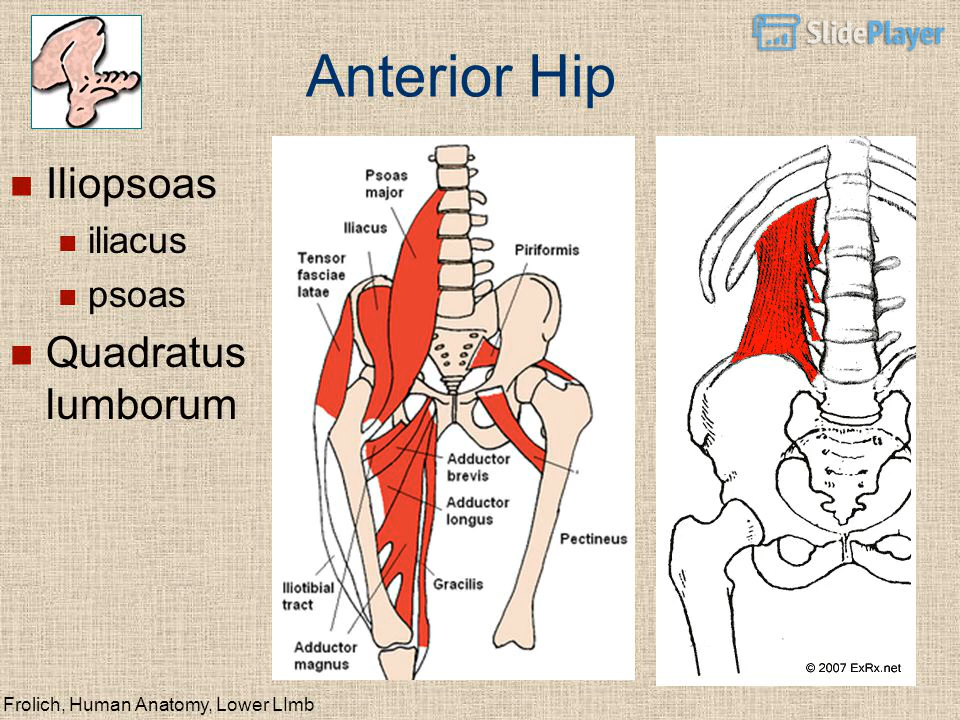 SlidePlayer
Anterior Hip
Iliopsoas
iliacus
psoas
Quadratus
lumborum
Psoas
major
Iliacus
Tensor
fasciae
latae
Piriformis
Adductor
brevis
Adductor
longus
Pectineus
Iliotibial
tract
Gracilis
Adductor
magnus
© 2007 ExRx.net
Frolich, Human Anatomy, Lower LImb